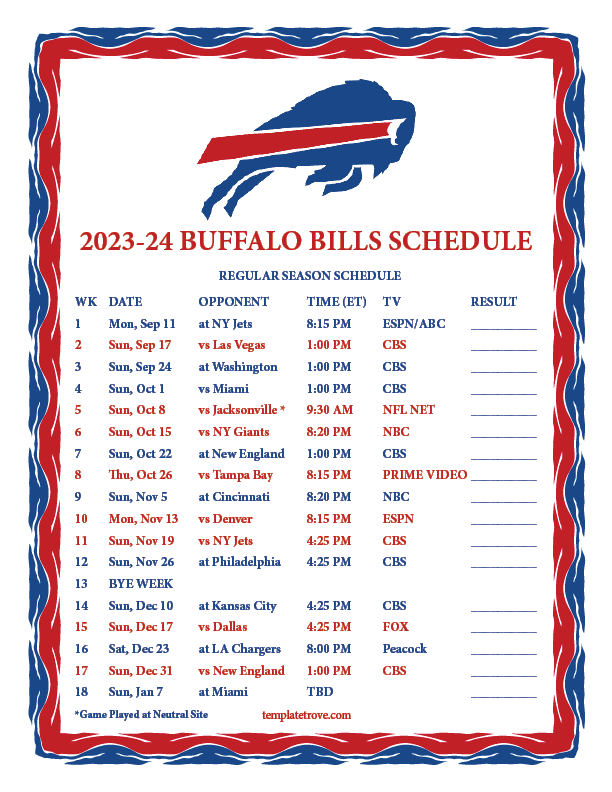 2023-24 BUFFALO BILLS SCHEDULE
REGULAR SEASON SCHEDULE
WK DATE OPPONENT TIME (ET) TV RESULT
1 Mon, Sep 11 at NY Jets 8:15 PM ESPN/ABC
2 Sun, Sep 17 vs Las Vegas 1:00 PM CBS
3 Sun, Sep 24 at Washington 1:00 PM CBS
4 Sun, Oct 1 vs Miami 1:00 PM CBS
5 Sun, Oct 8 vs Jacksonville * 9:30 AM NFL NET
6 Sun, Oct 15 vs NY Giants 8:20 PM NBC
7 Sun, Oct 22 at New England 1:00 PM CBS
8 Thu, Oct 26 vs Tampa Bay 8:15 PM PRIME VIDEO
9 Sun, Nov 5 at Cincinnati 8:20 PM NBC
10 Mon, Nov 13 vs Denver 8:15 PM ESPN
11 Sun, Nov 19 vs NY Jets 4:25 PM CBS
12 Sun, Nov 26 at Philadelphia 4:25 PM CBS
13 BYE WEEK
14 Sun, Dec 10 at Kansas City 4:25 PM CBS
15 Sun, Dec 17 vs Dallas 4:25 PM FOX
16 Sat, Dec 23 at LA Chargers 8:00 PM Peacock
17 Sun, Dec 31 vs New England 1:00 PM CBS
18 Sun, Jan 7 at Miami TBD
*Game Played at Neutral Site templatetrove.com